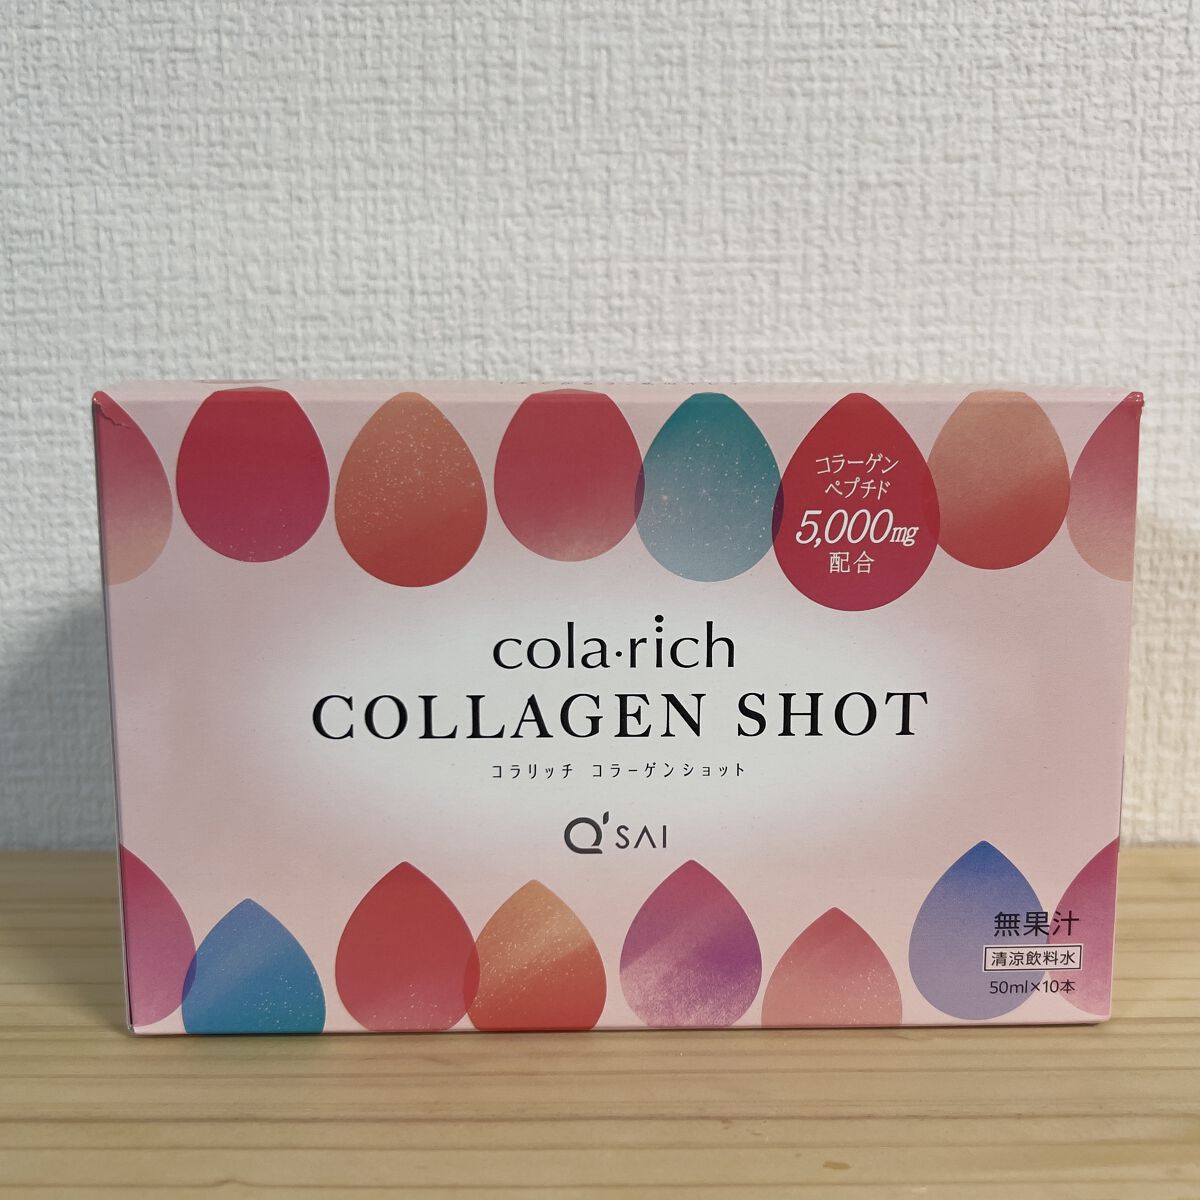 コラーゲン
ペプチド
5,000mg
配合
cola・rich
COLLAGEN SHOT
コラリッチ コラーゲンショット
Q'SAI
無果汁
清涼飲料水
50ml×10本